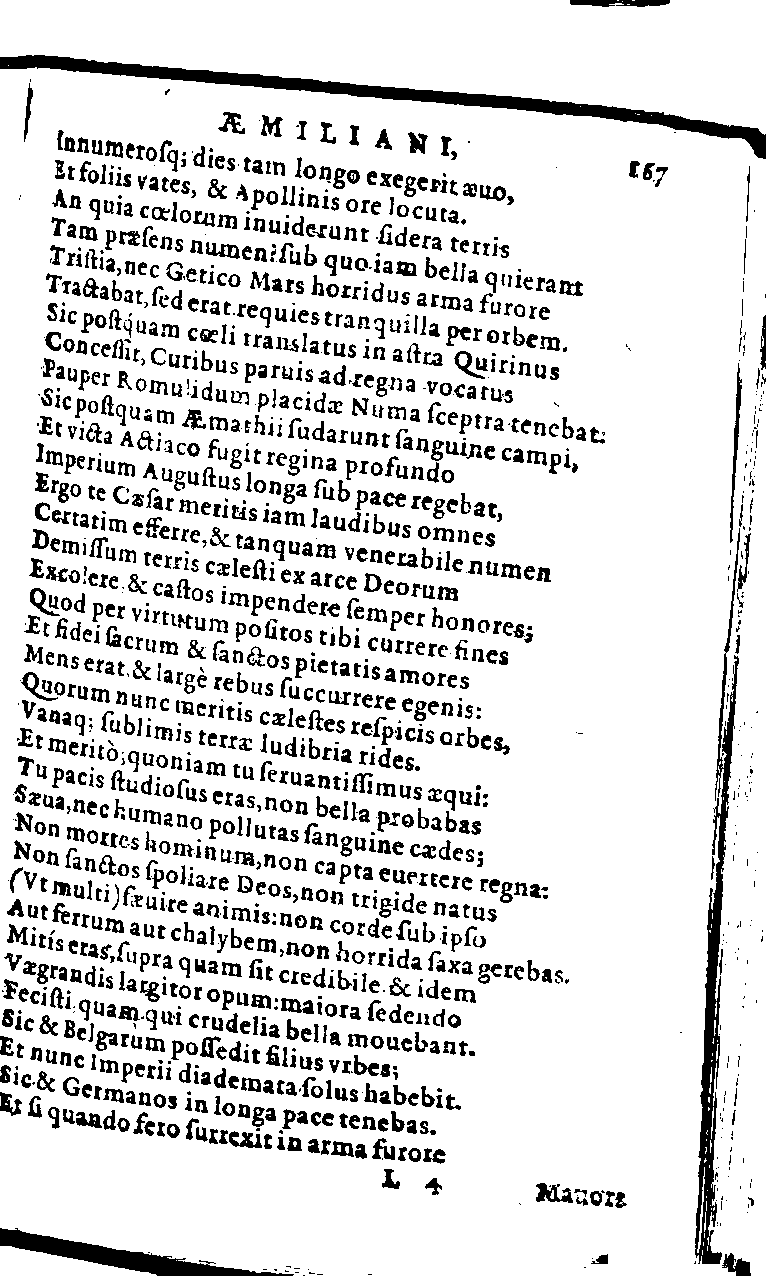 ÆMILIANI, 167
Innumeroſq; dies tam longo exegerit æuo,
Et foliis vates, & Apollinis ore locuta.
An quia cœlorum inuiderunt ſidera terris
Tam præſens numen? ſub quo iam bella quierant
Triſtia, nec Getico Mars horridus arma furore
Tractabat, ſed erat requies tranquilla per orbem.
Sic poſtquam cœli translatus in aſtra Quirinus
Conceſſit, Curibus paruis ad regna vocatus
Pauper Romulidum placidæ Numa ſceptra tenebat:
Sic poſtquam Æmathii ſudarunt ſanguine campi,
Et victa Actiaco fugit regina profundo
Imperium Auguſtus longa ſub pace regebat,
Ergo te Cæſar meritis iam laudibus omnes
Certatim efferre, & tanquam venerabile numen
Demiſſum terris cæleſti ex arce Deorum
Excolere & caſtos impendere ſemper honores;
Quod per virtutum poſitos tibi currere fines
Et fidei ſacrum & ſanctos pietatis amores
Mens erat, & largè rebus ſuccurrere egenis:
Quorum nunc meritis cæleſtes reſpicis orbes,
Vanaq; ſublimis terræ ludibria rides.
Et meritò, quoniam tu ſeruantiſſimus æqui:
Tu pacis ſtudioſus eras, non bella probabas
Sæua, nec humano pollutas ſanguine cædes;
Non mortes hominum, non capta euertere regna:
Non ſanctos ſpoliare Deos, non trigide natus
(Vt multi) ſæuire animis: non corde ſub ipſo
Aut ferrum aut chalybem, non horrida ſaxa gerebas.
Mitís eras, ſupra quam ſit credibile & idem
Vægrandis largitor opum: maiora ſedendo
Feciſti quam qui crudelia bella mouebant.
Sic & Belgarum poſſedit filius vrbes;
Et nunc Imperii diademata ſolus habebit.
Sic & Germanos in longa pace tenebas.
Et ſi quando fero ſurrexit in arma furore
L 4 Mauors